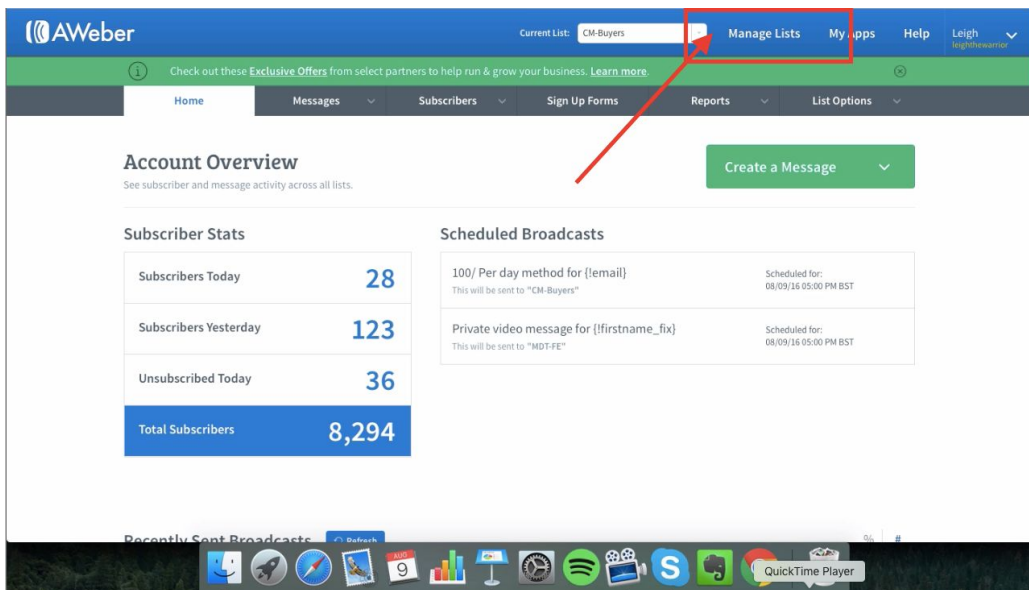 AWeber
Current List: CM-Buyers
Manage Lists My Apps Help Leigh
leighthewarrior
Check out these Exclusive Offers from select partners to help run & grow your business. Learn more.
Home Messages Subscribers Sign Up Forms Reports List Options
Account Overview
See subscriber and message activity across all lists.
Create a Message
Subscriber Stats
Subscribers Today 28
Subscribers Yesterday 123
Unsubscribed Today 36
Total Subscribers 8,294
Scheduled Broadcasts
100/ Per day method for {!email}
This will be sent to "CM-Buyers"
Scheduled for:
08/09/16 05:00 PM BST
Private video message for {!firstname_fix}
This will be sent to "MDT-FE"
Scheduled for:
08/09/16 05:00 PM BST
Recently Sent Broadcasts Refresh % #
AUG
9
QuickTime Player